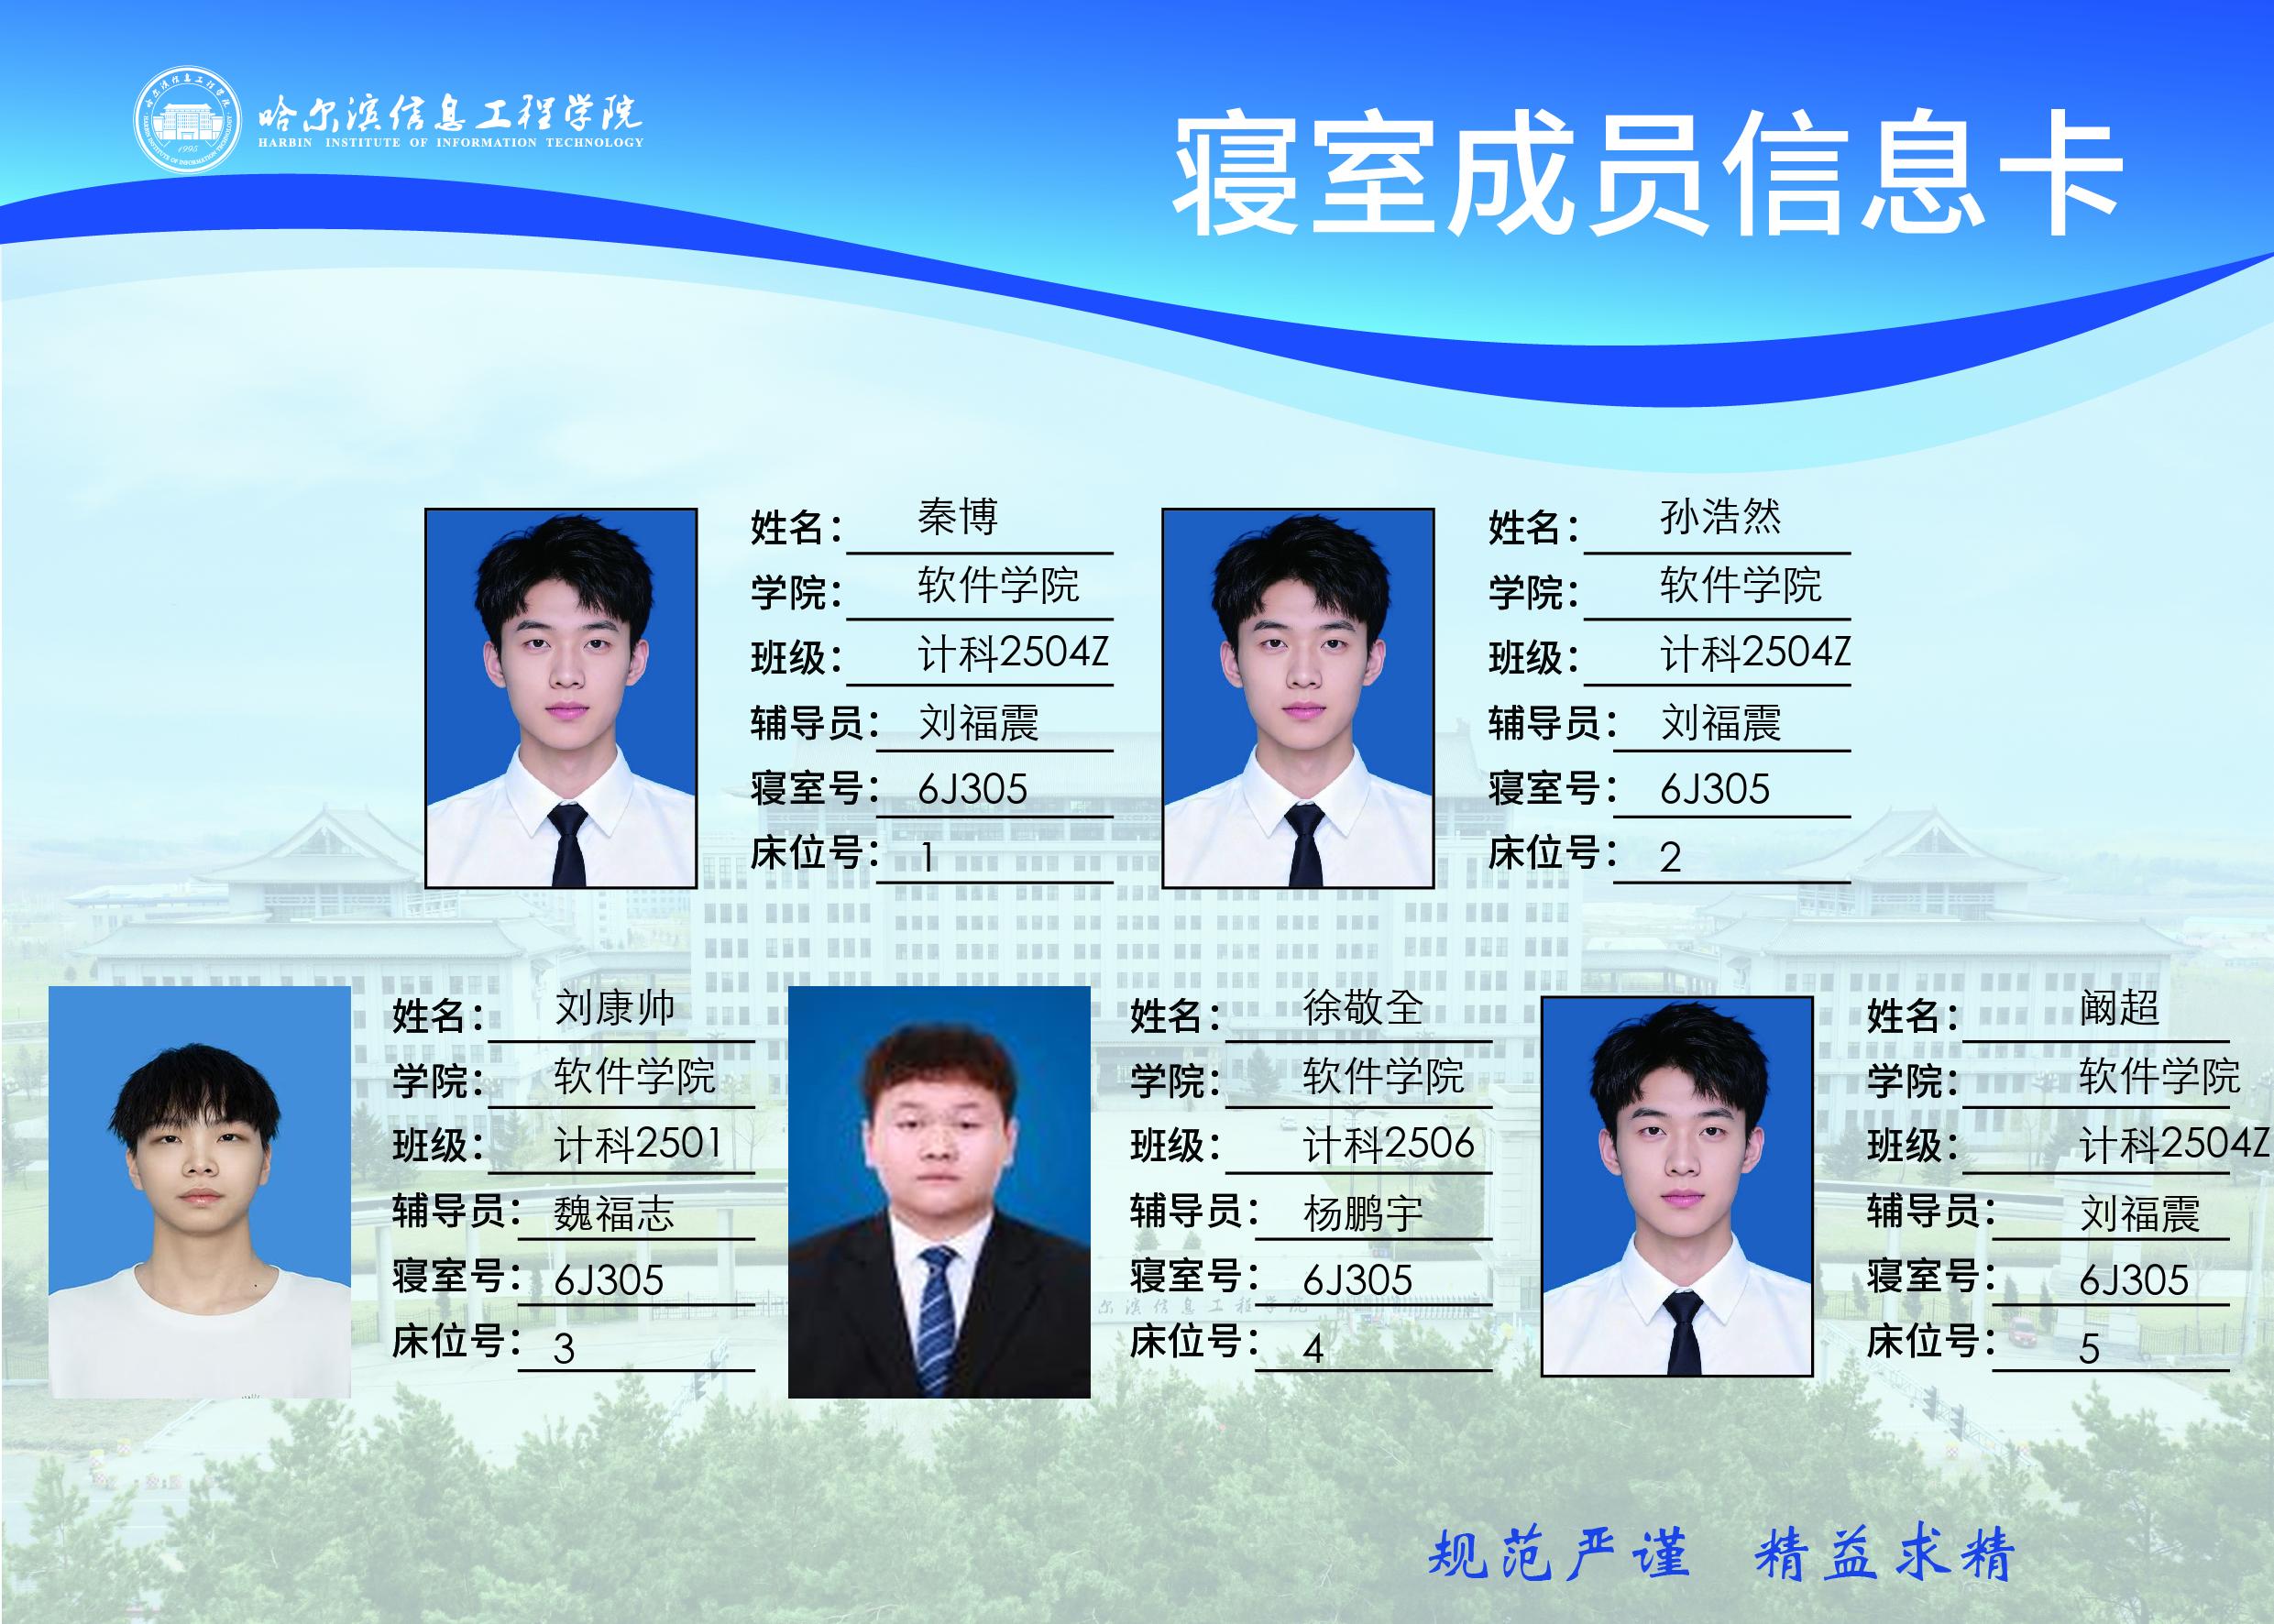 哈尔滨信息工程学院
HARBIN INSTITUTE OF INFORMATION TECHNOLOGY
1995
寝室成员信息卡
姓名： 秦博
学院： 软件学院
班级： 计科2504Z
辅导员： 刘福震
寝室号： 6J305
床位号： 1
姓名： 孙浩然
学院： 软件学院
班级： 计科2504Z
辅导员： 刘福震
寝室号： 6J305
床位号： 2
姓名： 刘康帅
学院： 软件学院
班级： 计科2501
辅导员： 魏福志
寝室号： 6J305
床位号： 3
姓名： 徐敬全
学院： 软件学院
班级： 计科2506
辅导员： 杨鹏宇
寝室号： 6J305
床位号： 4
姓名： 阚超
学院： 软件学院
班级： 计科2504Z
辅导员： 刘福震
寝室号： 6J305
床位号： 5
尔滨信息工程学院
规范严谨 精益求精